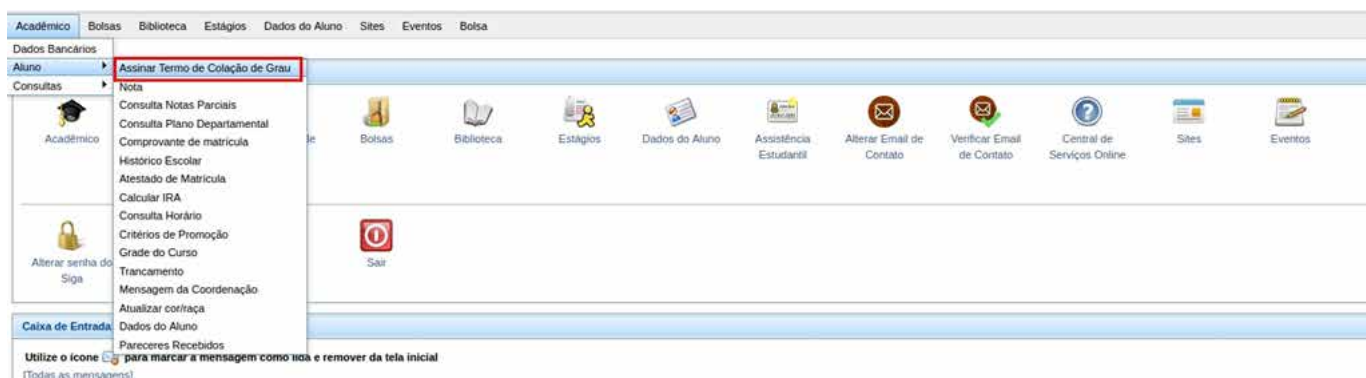 Acadêmico Bolsas Biblioteca Estágios Dados do Aluno Sites Eventos Bolsa
Dados Bancários
Aluno
Consultas
Assinar Termo de Colação de Grau
Nota
Consulta Notas Parciais
Consulta Plano Departamental
Comprovante de matrícula
Histórico Escolar
Atestado de Matrícula
Calcular IRA
Consulta Horário
Critérios de Promoção
Grade do Curso
Trancamento
Mensagem da Coordenação
Atualizar cor/raça
Dados do Aluno
Pareceres Recebidos
Acadêmico
Bolsas
Biblioteca
Estágios
Dados do Aluno
Assistência
Estudantil
Alterar Email de
Contato
Verificar Email
de Contato
Central de
Serviços Online
Sites
Eventos
Alterar senha do
Siga
Sair
Caixa de Entrada
Utilize o ícone para marcar a mensagem como lida e remover da tela inicial
[Todas as mensagens]